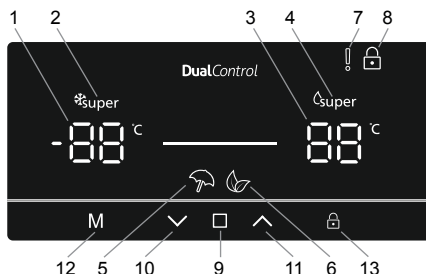 1 2 3 4 7 8
DualControl
super super
-88 °C 88 °C
M
12 5 10 9 11 6 13